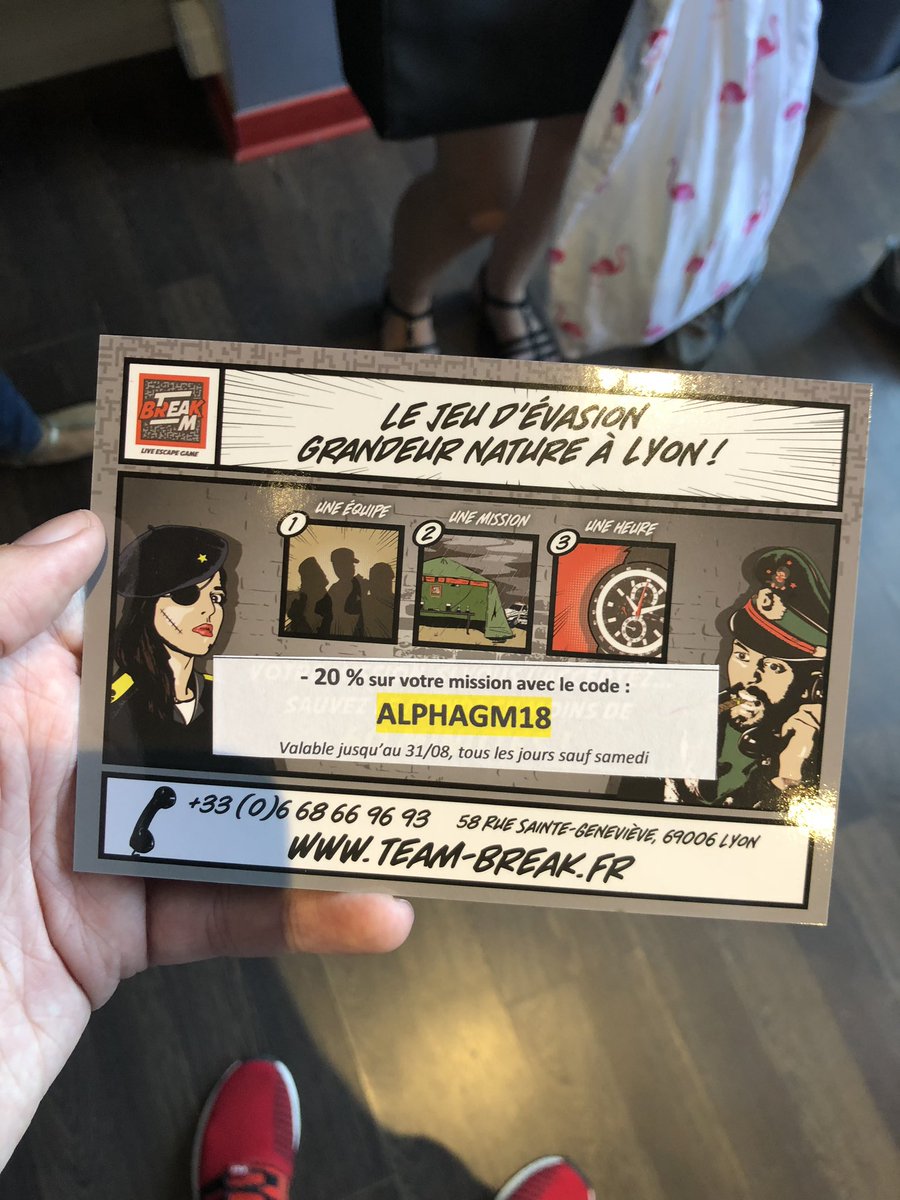 BREAK
TEAM
LIVE ESCAPE GAME
LE JEU D'ÉVASION
GRANDEUR NATURE À LYON !
1 UNE ÉQUIPE
2 UNE MISSION
3 UNE HEURE
- 20 % sur votre mission avec le code :
ALPHAGM18
Valable jusqu'au 31/08, tous les jours sauf samedi
+33 (0)6 68 66 96 93
58 RUE SAINTE-GENEVIÈVE, 69006 LYON
WWW.TEAM-BREAK.FR